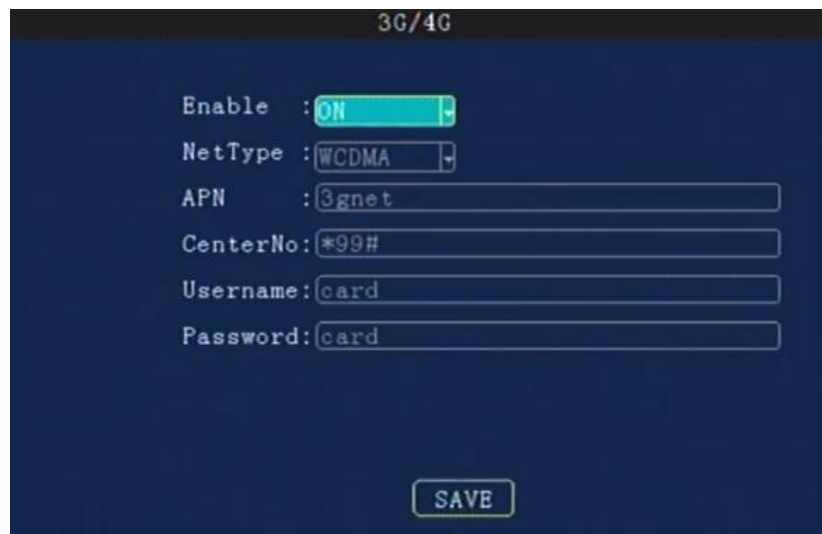 3G/4G
Enable :ON
NetType :WCDMA
APN :3gnet
CenterNo:*99#
Username:card
Password:card
SAVE